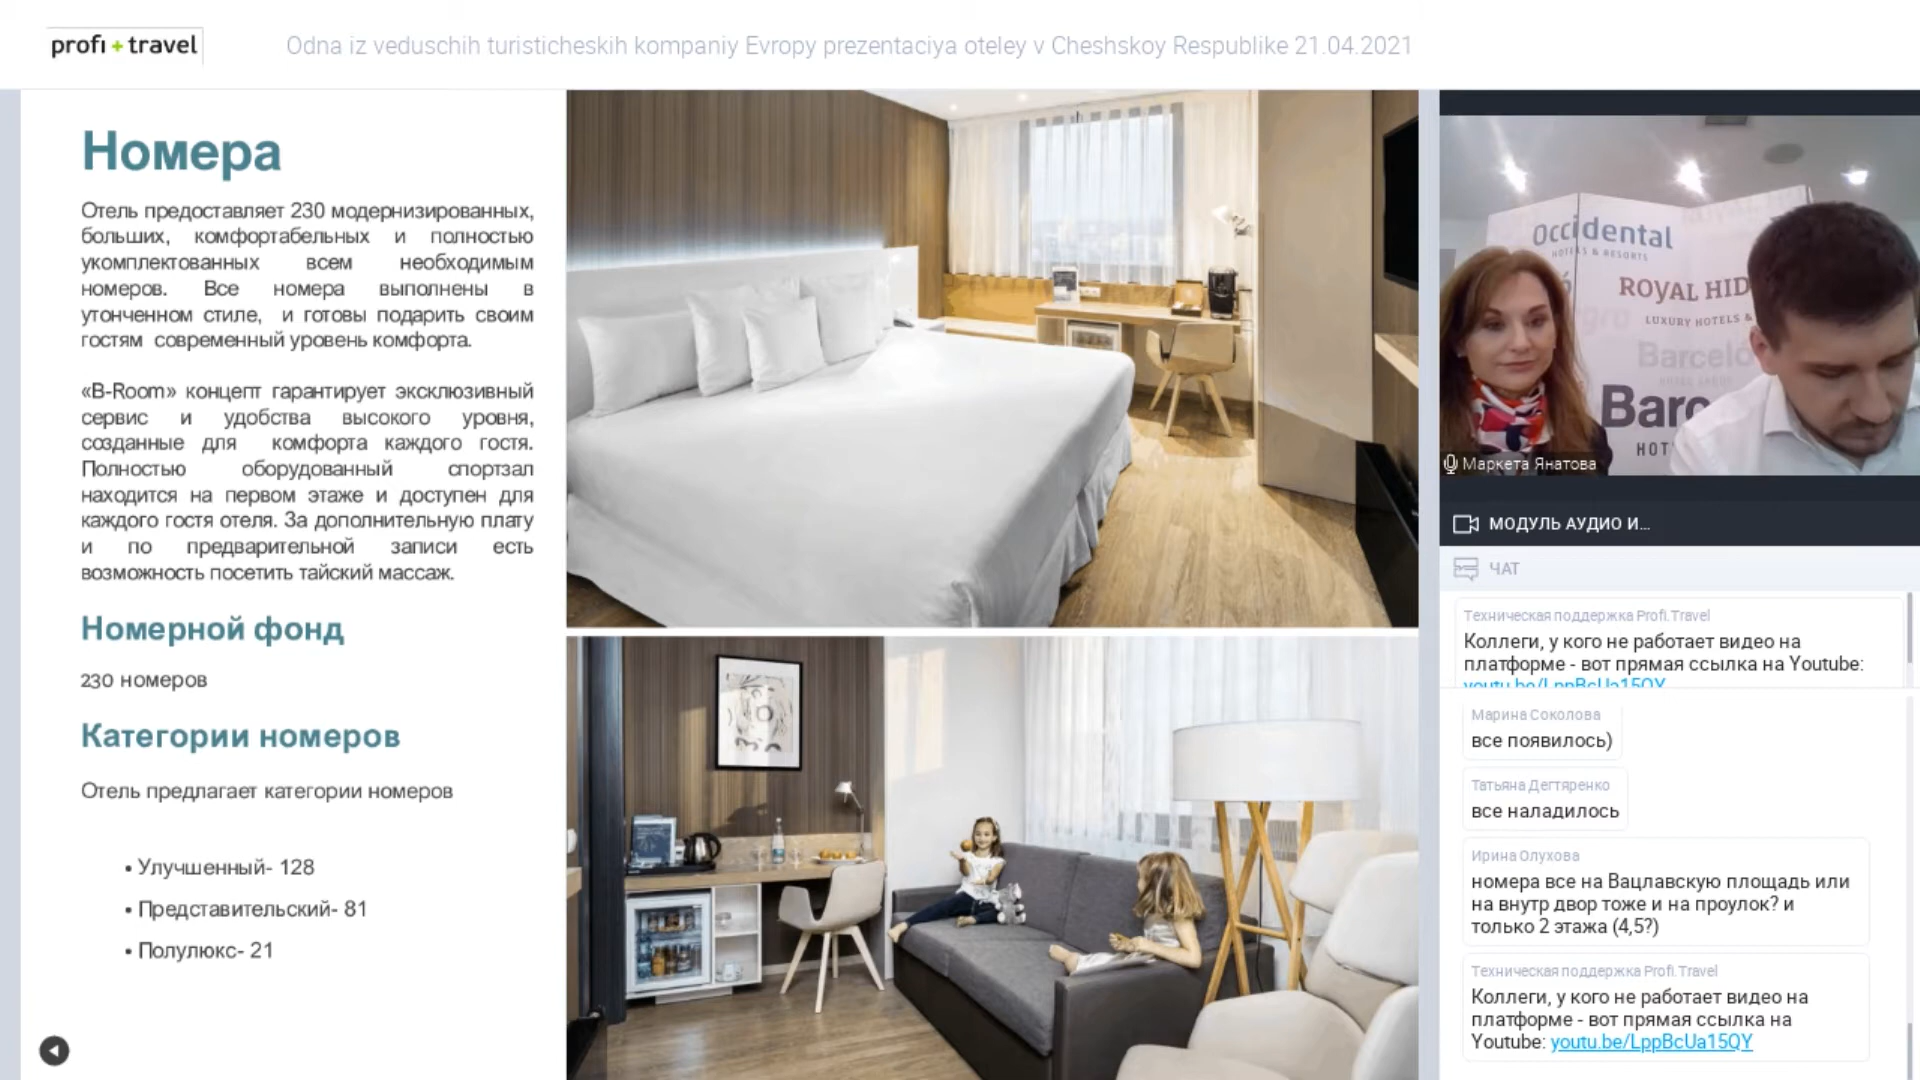 profi + travel
Odna iz veduschih turisticheskih kompaniy Evropy prezentaciya oteley v Cheshskoy Respublike 21.04.2021
Номера
Отель предоставляет 230 модернизированных,
больших, комфортабельных и полностью
укомплектованных всем необходимым
номеров. Все номера выполнены в
утонченном стиле, и готовы подарить своим
гостям современный уровень комфорта.
«B-Room» концепт гарантирует эксклюзивный
сервис и удобства высокого уровня,
созданные для комфорта каждого гостя.
Полностью оборудованный спортзал
находится на первом этаже и доступен для
каждого гостя отеля. За дополнительную плату
и по предварительной записи есть
возможность посетить тайский массаж.
Номерной фонд
230 номеров
Категории номеров
Отель предлагает категории номеров
• Улучшенный- 128
• Представительский- 81
• Полулюкс- 21
Occidental
HOTELS & RESORTS
ROYAL HID
LUXURY HOTELS &
Barceló
Barc
HOT
Маркета Янатова
МОДУЛЬ АУДИО И...
ЧАТ
Техническая поддержка Profi.Travel
Коллеги, у кого не работает видео на
платформе - вот прямая ссылка на Youtube:
youtu.be/LppBcUa15QY
Марина Соколова
все появилось)
Татьяна Дегтяренко
все наладилось
Ирина Олухова
номера все на Вацлавскую площадь или
на внутр двор тоже и на проулок? и
только 2 этажа (4,5?)
Техническая поддержка Profi.Travel
Коллеги, у кого не работает видео на
платформе - вот прямая ссылка на
Youtube: youtu.be/LppBcUa15QY